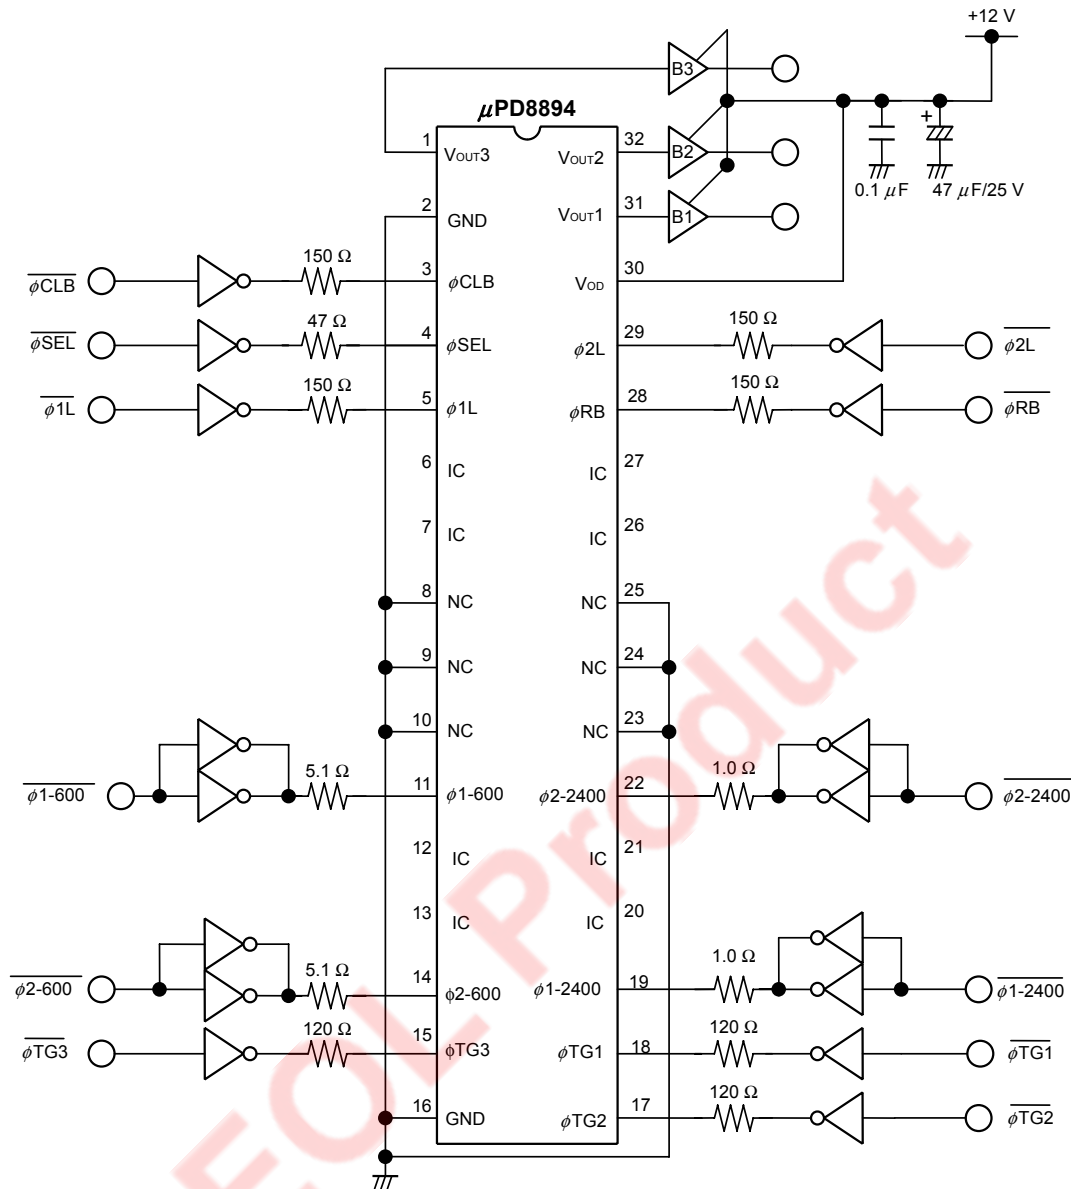 +12 V
B3
μPD8894
1 VOUT3 VOUT2 32 B2
0.1 μF 47 μF/25 V
+
2 GND VOUT1 31 B1
150 Ω
φCLB 3 φCLB VOD 30
47 Ω 150 Ω
φSEL 4 φSEL φ2L 29 φ2L
150 Ω 150 Ω
φ1L 5 φ1L φRB 28 φRB
6 IC IC 27
7 IC IC 26
8 NC NC 25
9 NC NC 24
10 NC NC 23
5.1 Ω 1.0 Ω
φ1-600 11 φ1-600 φ2-2400 22 φ2-2400
12 IC IC 21
13 IC IC 20
5.1 Ω 1.0 Ω
φ2-600 14 φ2-600 φ1-2400 19 φ1-2400
120 Ω 120 Ω
φTG3 15 φTG3 φTG1 18 φTG1
120 Ω
16 GND φTG2 17 φTG2
EOL Product